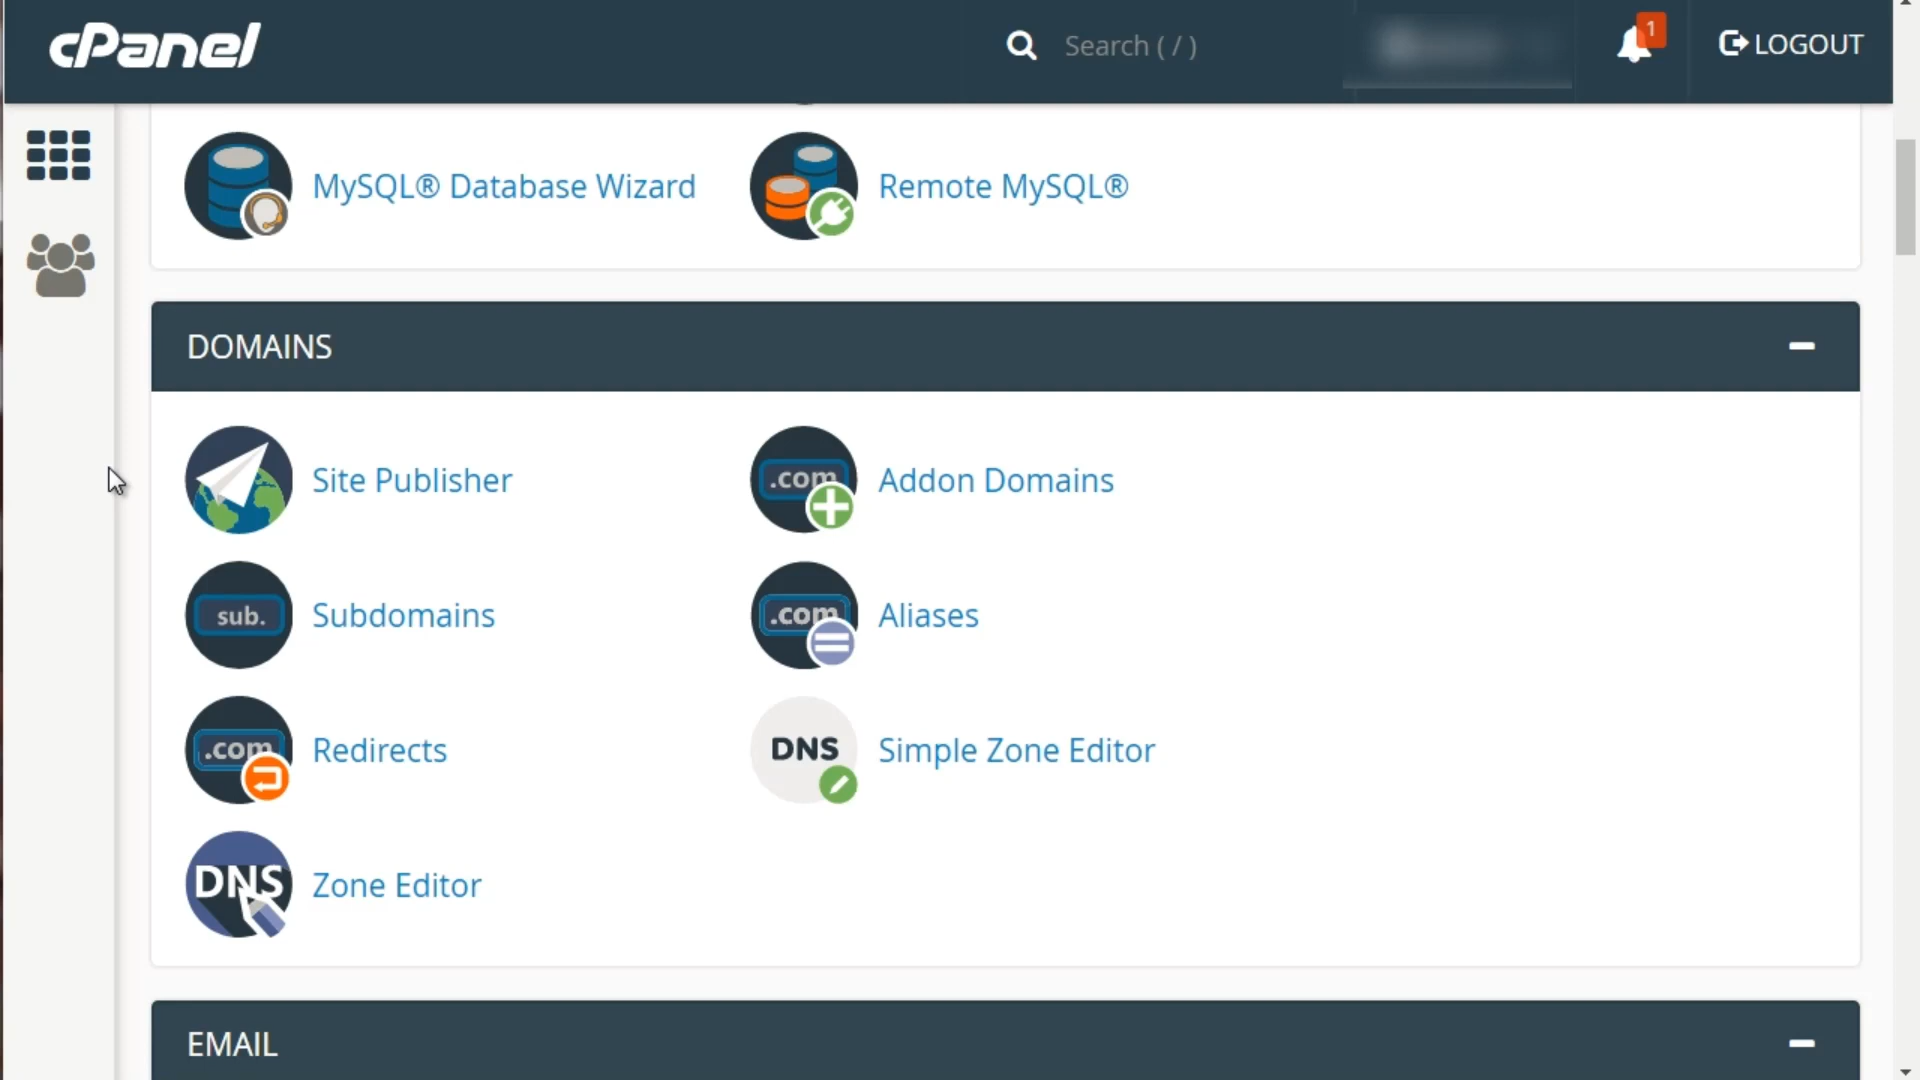 cPanel
Search ( / )
1
LOGOUT
MySQL® Database Wizard
Remote MySQL®
DOMAINS
Site Publisher
.com
Addon Domains
sub.
Subdomains
.com
Aliases
.com
Redirects
DNS
Simple Zone Editor
DNS
Zone Editor
EMAIL